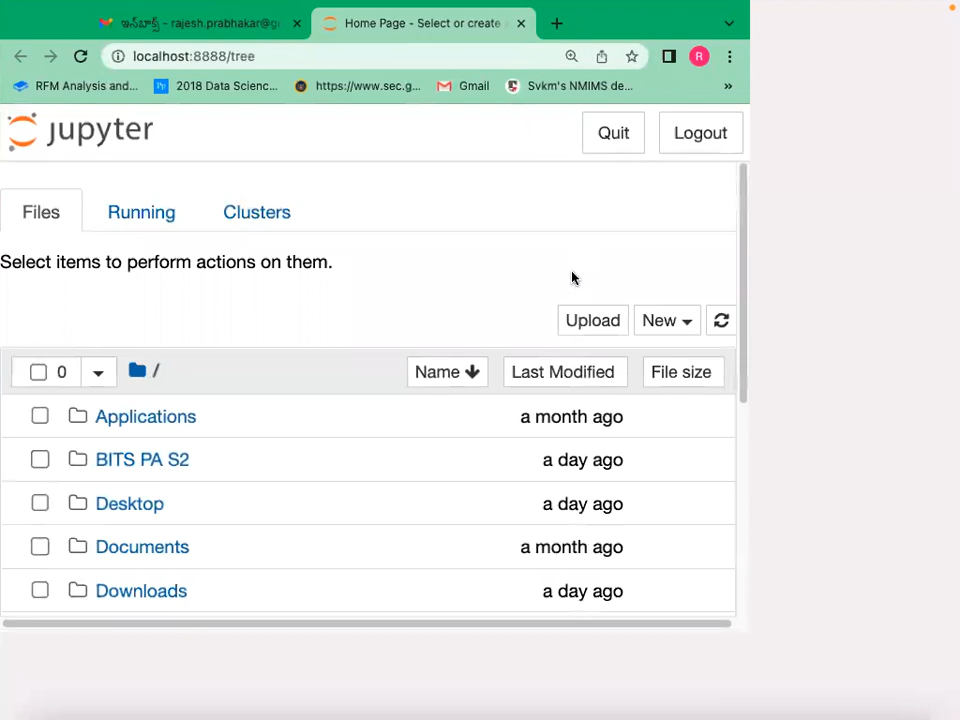 ఇన్‌బాక్స్ - rajesh.prabhakar@g
Home Page - Select or create
localhost:8888/tree
R
RFM Analysis and...
2018 Data Scienc...
https://www.sec.g...
Gmail
Svkm's NMIMS de...
»
jupyter
Quit
Logout
Files
Running
Clusters
Select items to perform actions on them.
Upload
New
0
/
Name
Last Modified
File size
Applications a month ago
BITS PA S2 a day ago
Desktop a day ago
Documents a month ago
Downloads a day ago